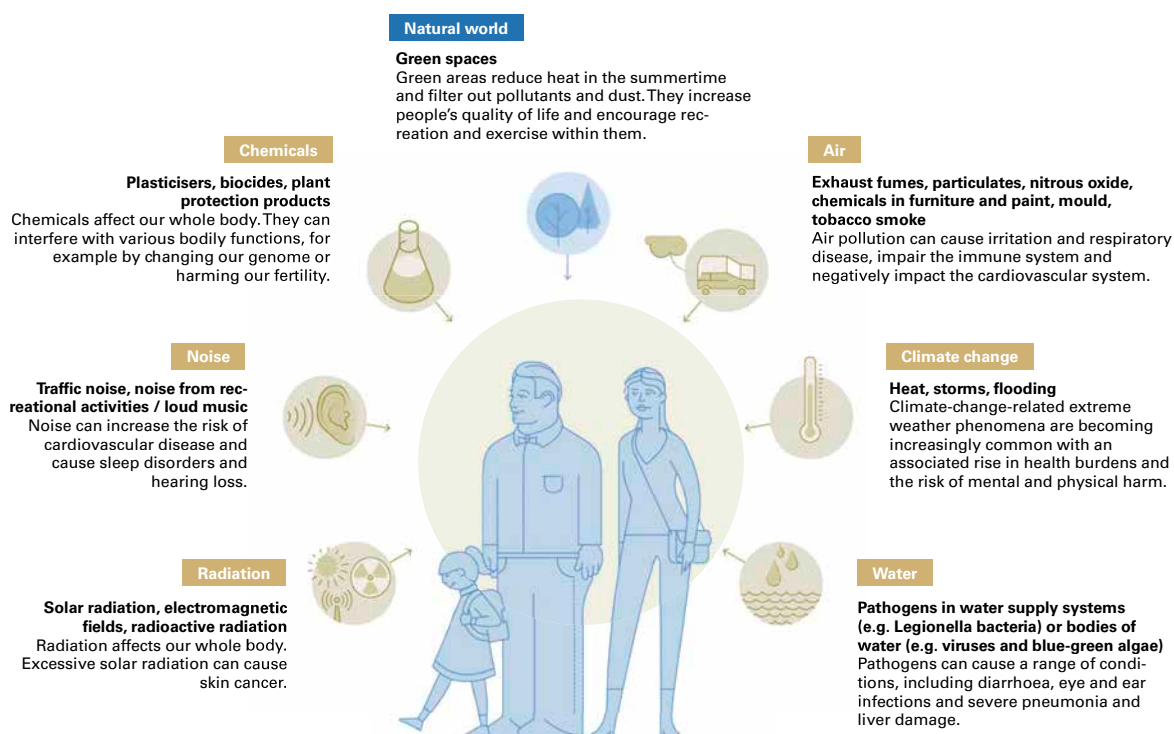 Natural world
Green spaces
Green areas reduce heat in the summertime
and filter out pollutants and dust. They increase
people's quality of life and encourage rec-
reation and exercise within them.
Chemicals
Plasticisers, biocides, plant
protection products
Chemicals affect our whole body. They can
interfere with various bodily functions, for
example by changing our genome or
harming our fertility.
Air
Exhaust fumes, particulates, nitrous oxide,
chemicals in furniture and paint, mould,
tobacco smoke
Air pollution can cause irritation and respiratory
disease, impair the immune system and
negatively impact the cardiovascular system.
Noise
Traffic noise, noise from rec-
reational activities / loud music
Noise can increase the risk of
cardiovascular disease and
cause sleep disorders and
hearing loss.
Climate change
Heat, storms, flooding
Climate-change-related extreme
weather phenomena are becoming
increasingly common with an
associated rise in health burdens and
the risk of mental and physical harm.
Radiation
Solar radiation, electromagnetic
fields, radioactive radiation
Radiation affects our whole body.
Excessive solar radiation can cause
skin cancer.
Water
Pathogens in water supply systems
(e.g. Legionella bacteria) or bodies of
water (e.g. viruses and blue-green algae)
Pathogens can cause a range of condi-
tions, including diarrhoea, eye and ear
infections and severe pneumonia and
liver damage.